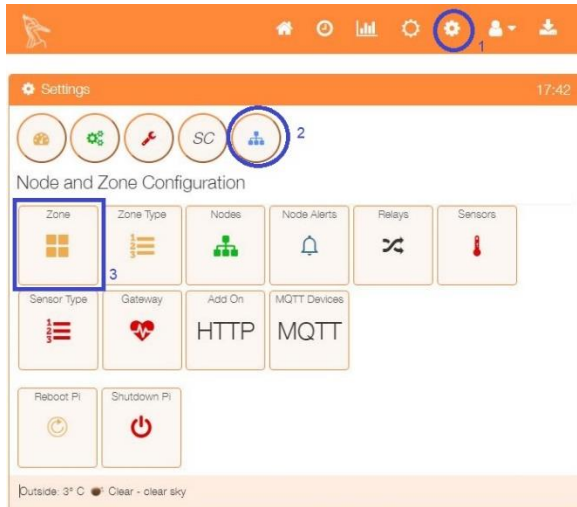 1
Settings 17:42
SC 2
Node and Zone Configuration
Zone Zone Type Nodes Node Alerts Relays Sensors
3
Sensor Type Gateway Add On MQTT Devices
HTTP MQTT
Reboot Pi Shutdown Pi
Outside: 3° C Clear - clear sky